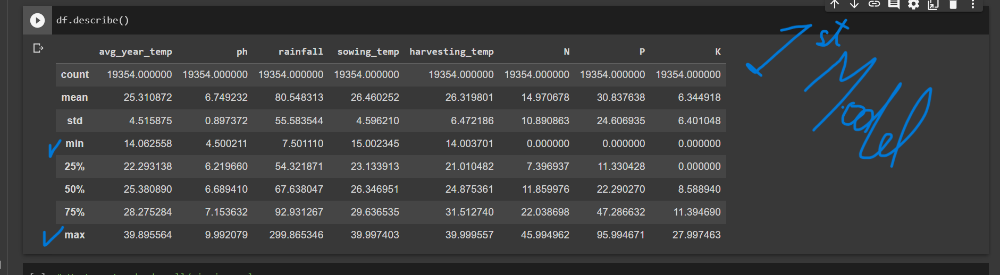 df.describe()
1st
Model
avg_year_temp ph rainfall sowing_temp harvesting_temp N P K
count 19354.000000 19354.000000 19354.000000 19354.000000 19354.000000 19354.000000 19354.000000 19354.000000
mean 25.310872 6.749232 80.548313 26.460252 26.319801 14.970678 30.837638 6.344918
std 4.515875 0.897372 55.583544 4.596210 6.472186 10.890863 24.606935 6.401048
min 14.062558 4.500211 7.501110 15.002345 14.003701 0.000000 0.000000 0.000000
25% 22.293138 6.219660 54.321871 23.133913 21.010482 7.396937 11.330428 0.000000
50% 25.380890 6.689410 67.638047 26.346951 24.875361 11.859976 22.290270 8.588940
75% 28.275284 7.153632 92.931267 29.636535 31.512740 22.038698 47.286632 11.394690
max 39.895564 9.992079 299.865346 39.997403 39.999557 45.994962 95.994671 27.997463